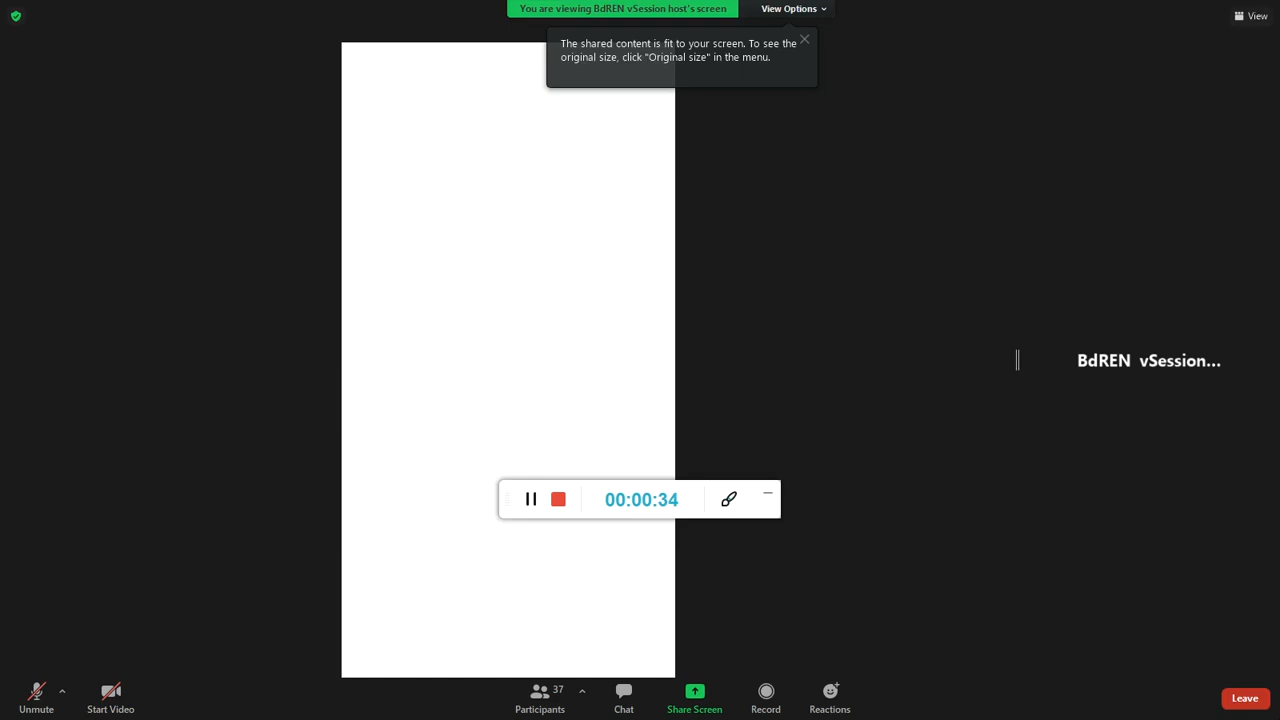 You are viewing BdREN vSession host's screen
View Options
View
The shared content is fit to your screen. To see the
original size, click "Original size" in the menu.
BdREN vSession...
00:00:34
37
Unmute
Start Video
Participants
Chat
Share Screen
Record
Reactions
Leave